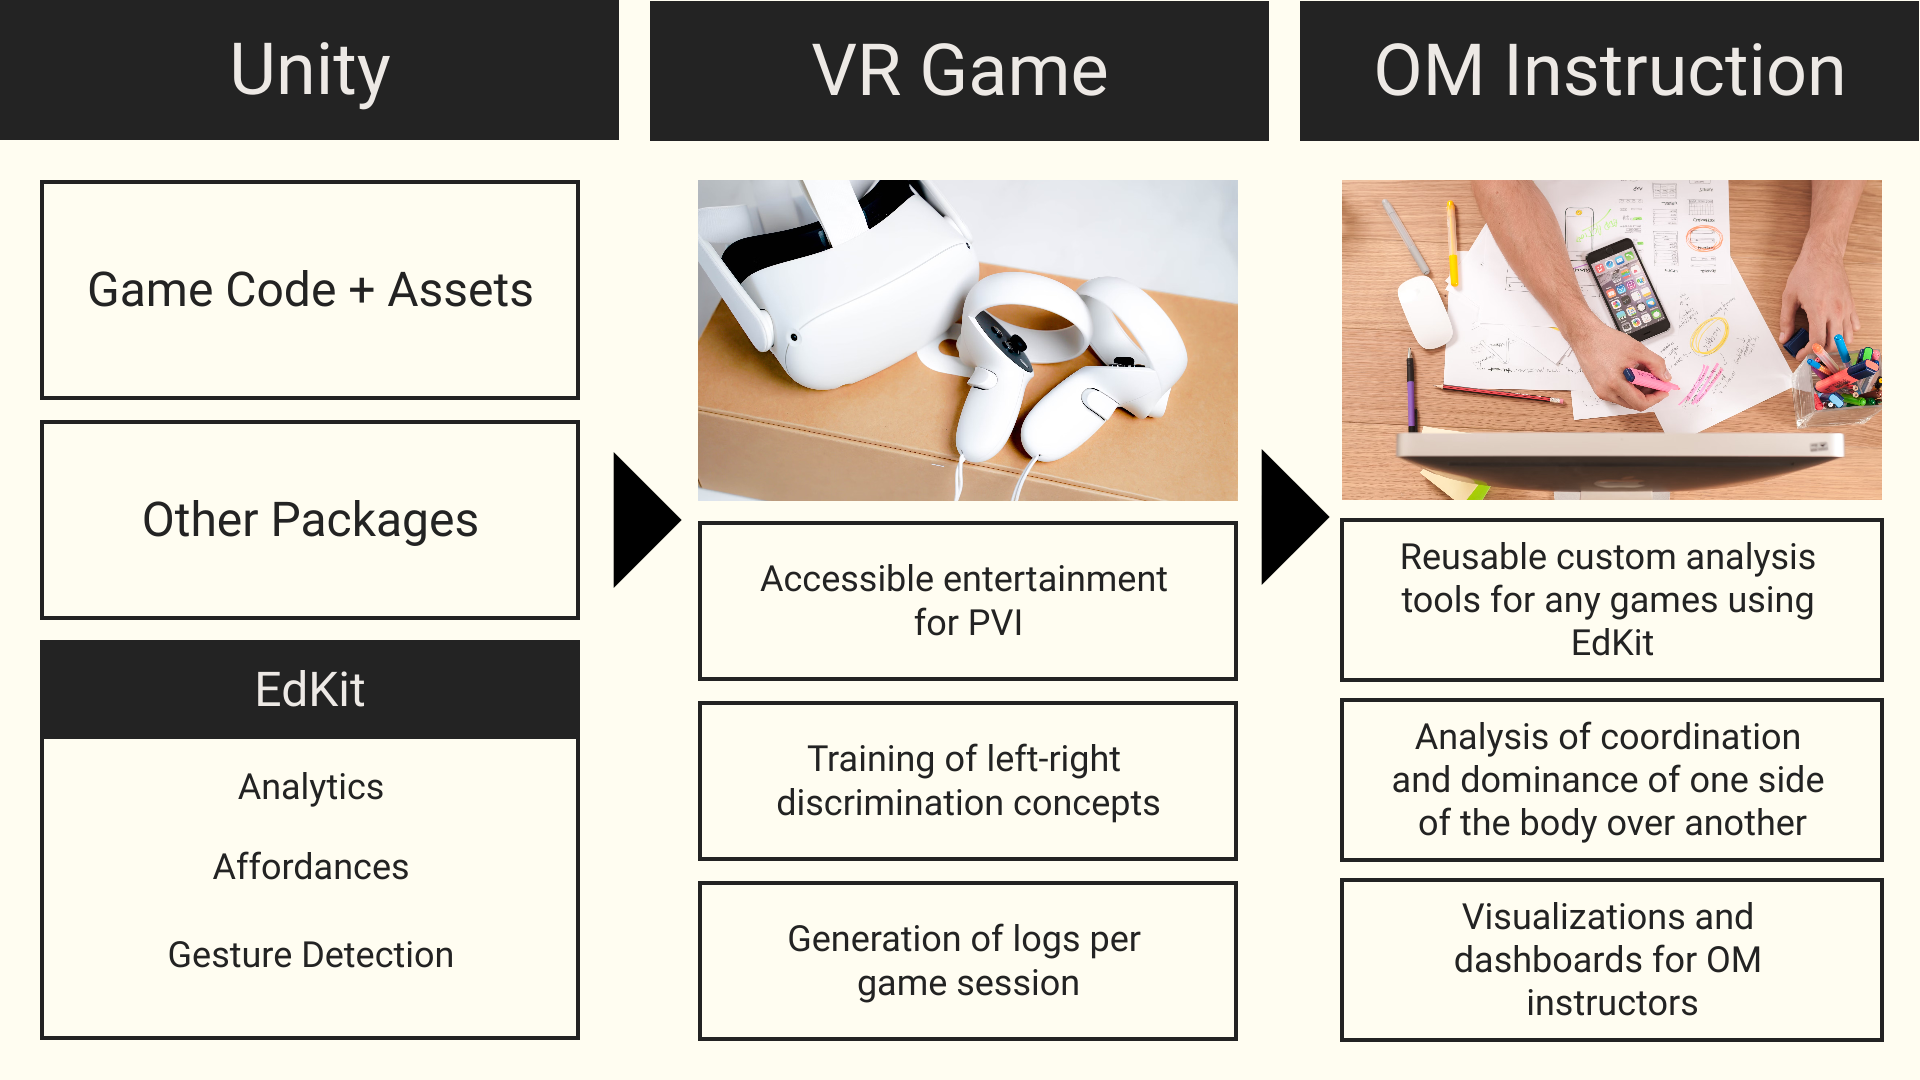 Unity
Game Code + Assets
Other Packages
EdKit
Analytics
Affordances
Gesture Detection
VR Game
Accessible entertainment
for PVI
Training of left-right
discrimination concepts
Generation of logs per
game session
OM Instruction
Reusable custom analysis
tools for any games using
EdKit
Analysis of coordination
and dominance of one side
of the body over another
Visualizations and
dashboards for OM
instructors